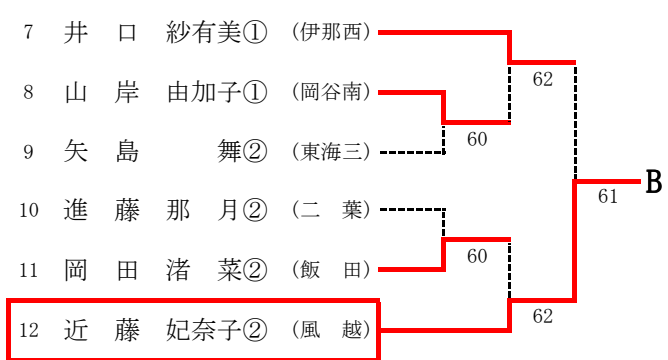 7 井 口 紗有美① (伊那西)
62
8 山 岸 由加子① (岡谷南)
60
9 矢 島 舞② (東海三)
B
61
10 進 藤 那 月② (二 葉)
60
11 岡 田 渚 菜② (飯 田)
62
12 近 藤 妃奈子② (風 越)